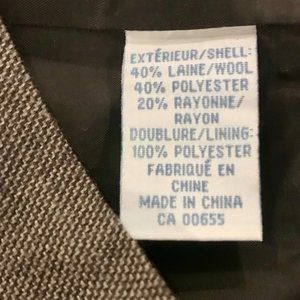 EXTÉRIEUR/SHELL:
40% LAINE/WOOL
40% POLYESTER
20% RAYONNE/
RAYON
DOUBLURE/LINING:
100% POLYESTER
FABRIQUÉ EN
CHINE
MADE IN CHINA
CA 00655